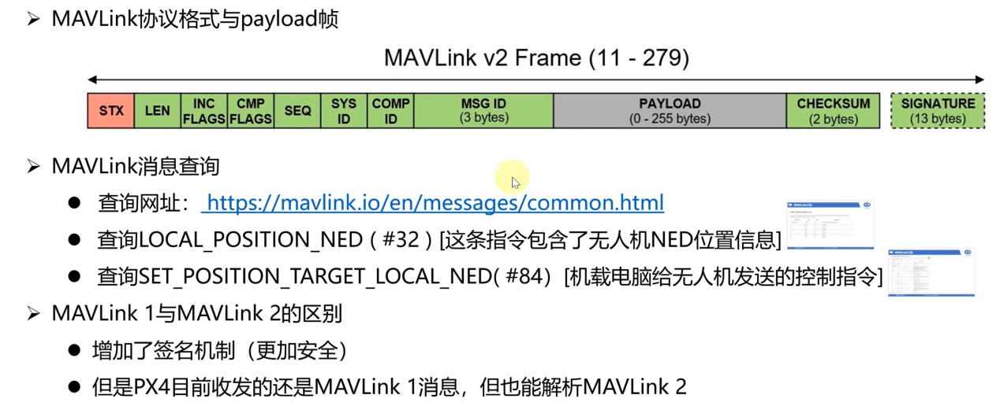 MAVLink协议格式与payload帧
MAVLink v2 Frame (11 - 279)
STX LEN INC FLAGS CMP FLAGS SEQ SYS ID COMP ID MSG ID (3 bytes) PAYLOAD (0 - 255 bytes) CHECKSUM (2 bytes) SIGNATURE (13 bytes)
MAVLink消息查询
查询网址： https://mavlink.io/en/messages/common.html
查询LOCAL_POSITION_NED ( #32 ) [这条指令包含了无人机NED位置信息]
查询SET_POSITION_TARGET_LOCAL_NED( #84) [机载电脑给无人机发送的控制指令]
MAVLink 1与MAVLink 2的区别
增加了签名机制（更加安全）
但是PX4目前收发的还是MAVLink 1消息，但也能解析MAVLink 2